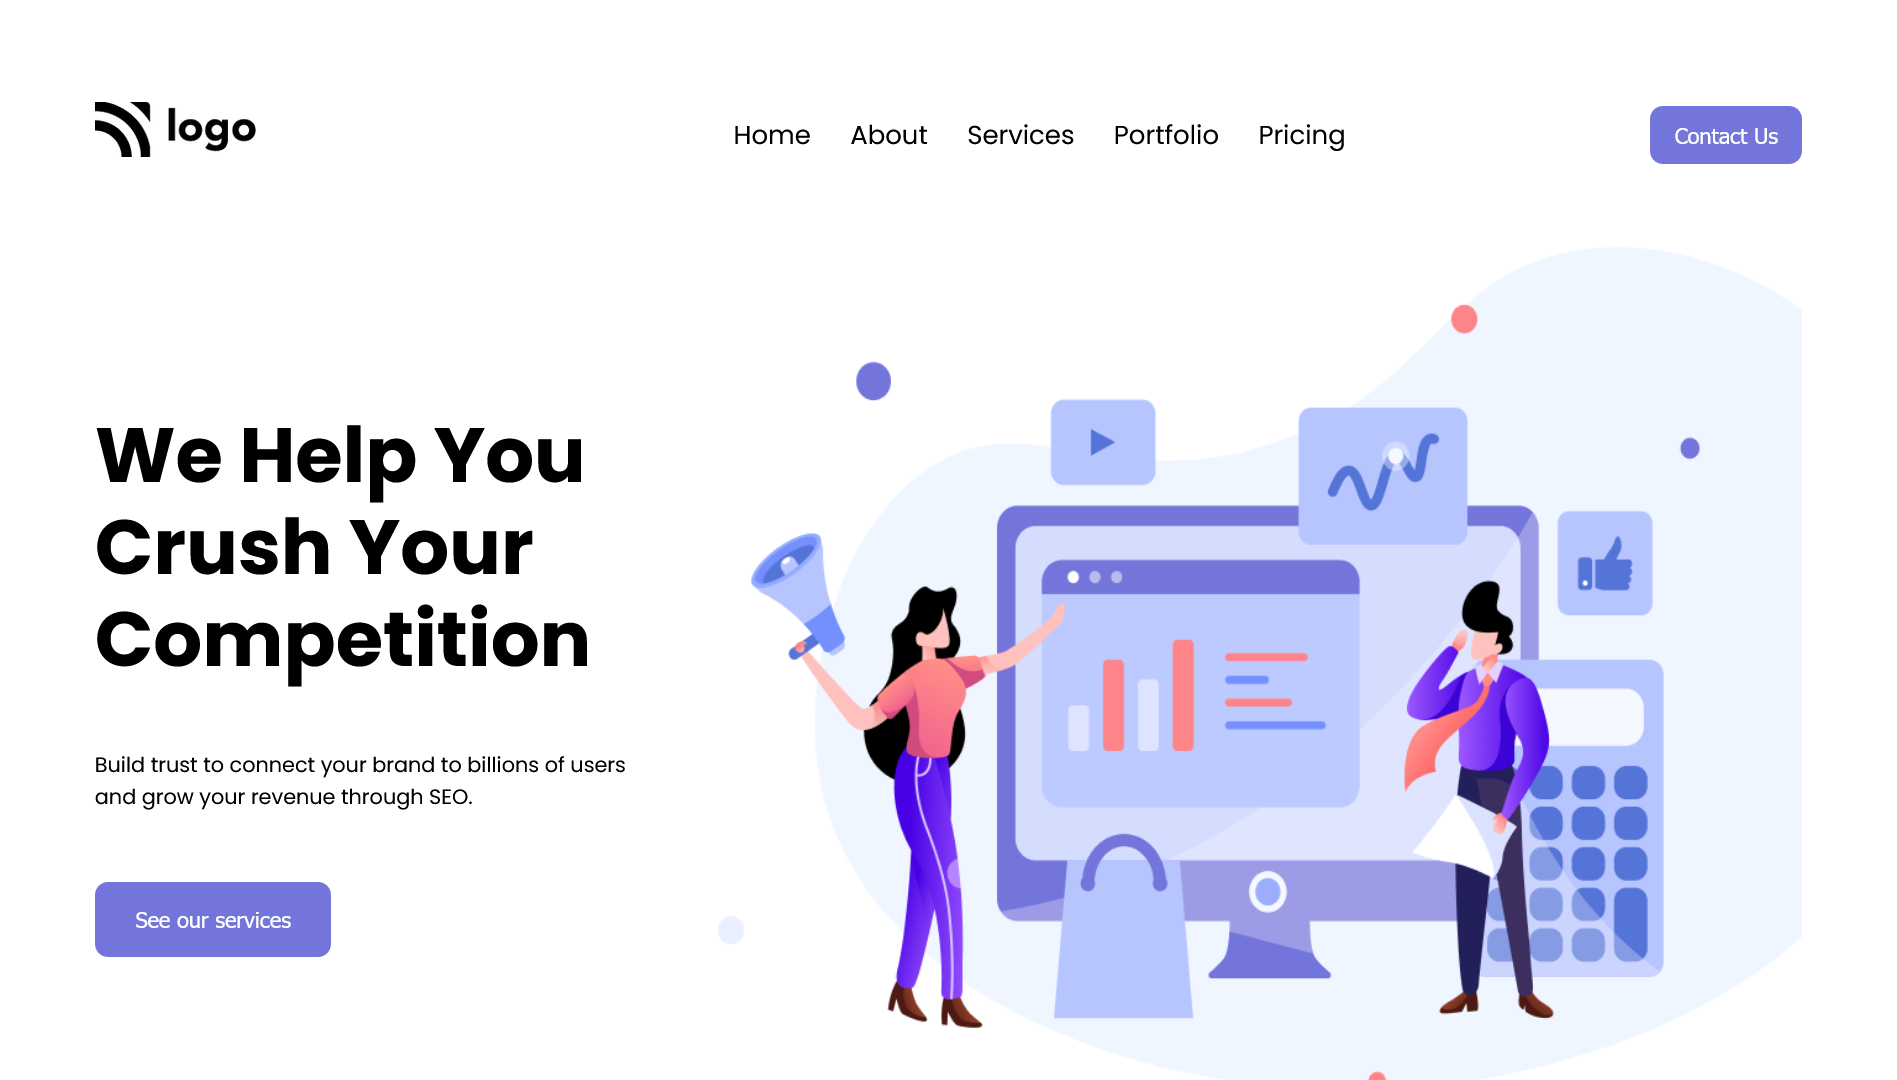 logo
Home About Services Portfolio Pricing
Contact Us
We Help You
Crush Your
Competition
Build trust to connect your brand to billions of users
and grow your revenue through SEO.
See our services